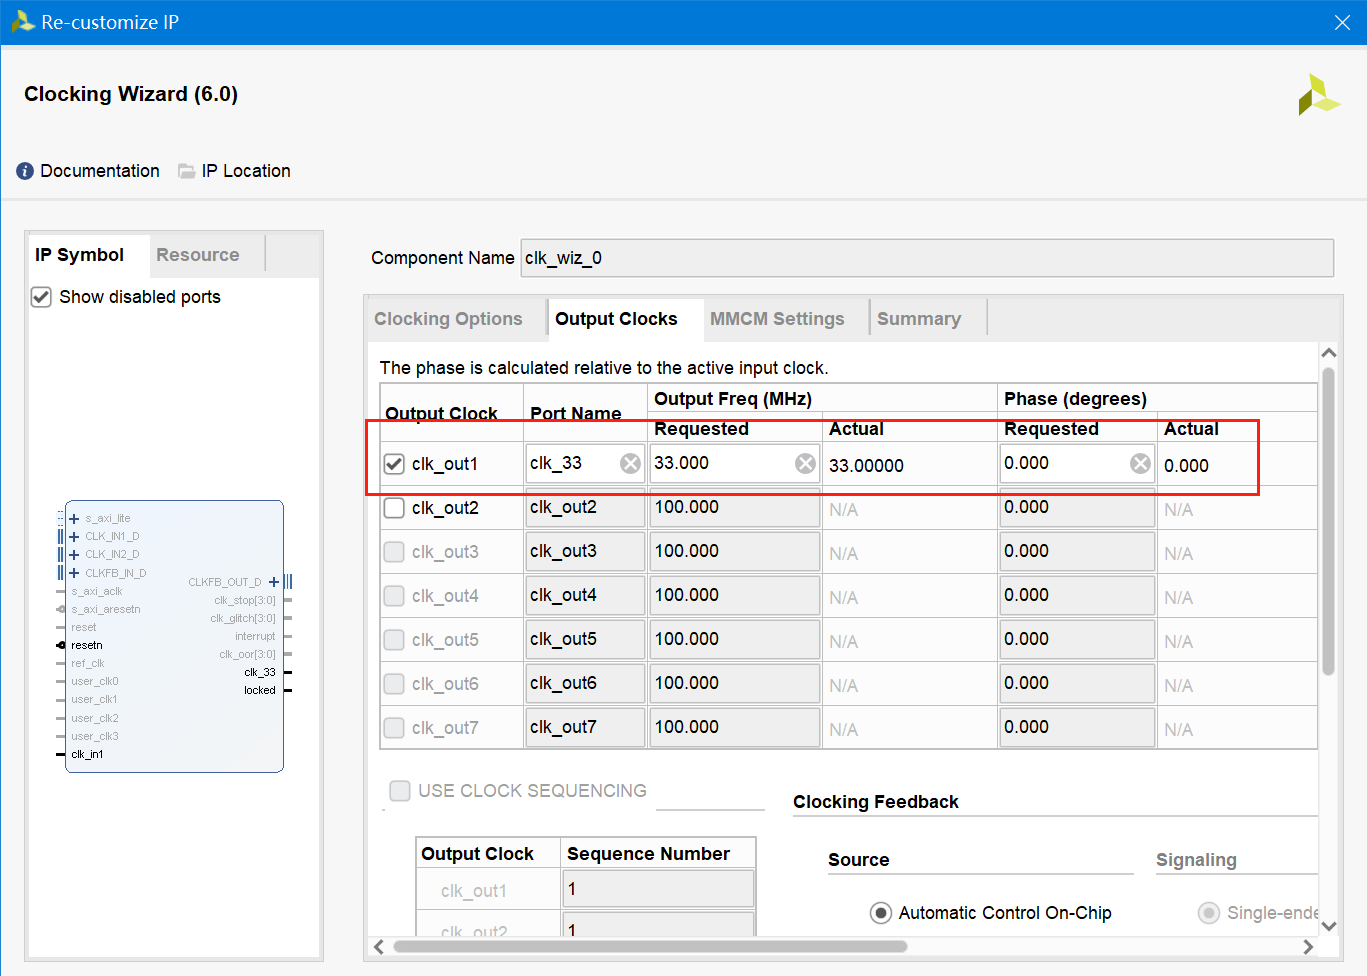 Re-customize IP
Clocking Wizard (6.0)
Documentation IP Location
IP Symbol Resource
Show disabled ports
s_axi_lite
CLK_IN1_D
CLK_IN2_D
CLKFB_IN_D
s_axi_aclk
s_axi_aresetn
reset
resetn
ref_clk
user_clk0
user_clk1
user_clk2
user_clk3
clk_in1
CLKFB_OUT_D
clk_stop[3:0]
clk_glitch[3:0]
interrupt
clk_oor[3:0]
clk_33
locked
Component Name clk_wiz_0
Clocking Options Output Clocks MMCM Settings Summary
The phase is calculated relative to the active input clock.
Output Clock Port Name Output Freq (MHz) Phase (degrees)
Requested Actual Requested Actual
clk_out1 clk_33 33.000 33.00000 0.000 0.000
clk_out2 clk_out2 100.000 N/A 0.000 N/A
clk_out3 clk_out3 100.000 N/A 0.000 N/A
clk_out4 clk_out4 100.000 N/A 0.000 N/A
clk_out5 clk_out5 100.000 N/A 0.000 N/A
clk_out6 clk_out6 100.000 N/A 0.000 N/A
clk_out7 clk_out7 100.000 N/A 0.000 N/A
USE CLOCK SEQUENCING
Output Clock Sequence Number
clk_out1 1
clk_out2 1
Clocking Feedback
Source Signaling
Automatic Control On-Chip Single-ende